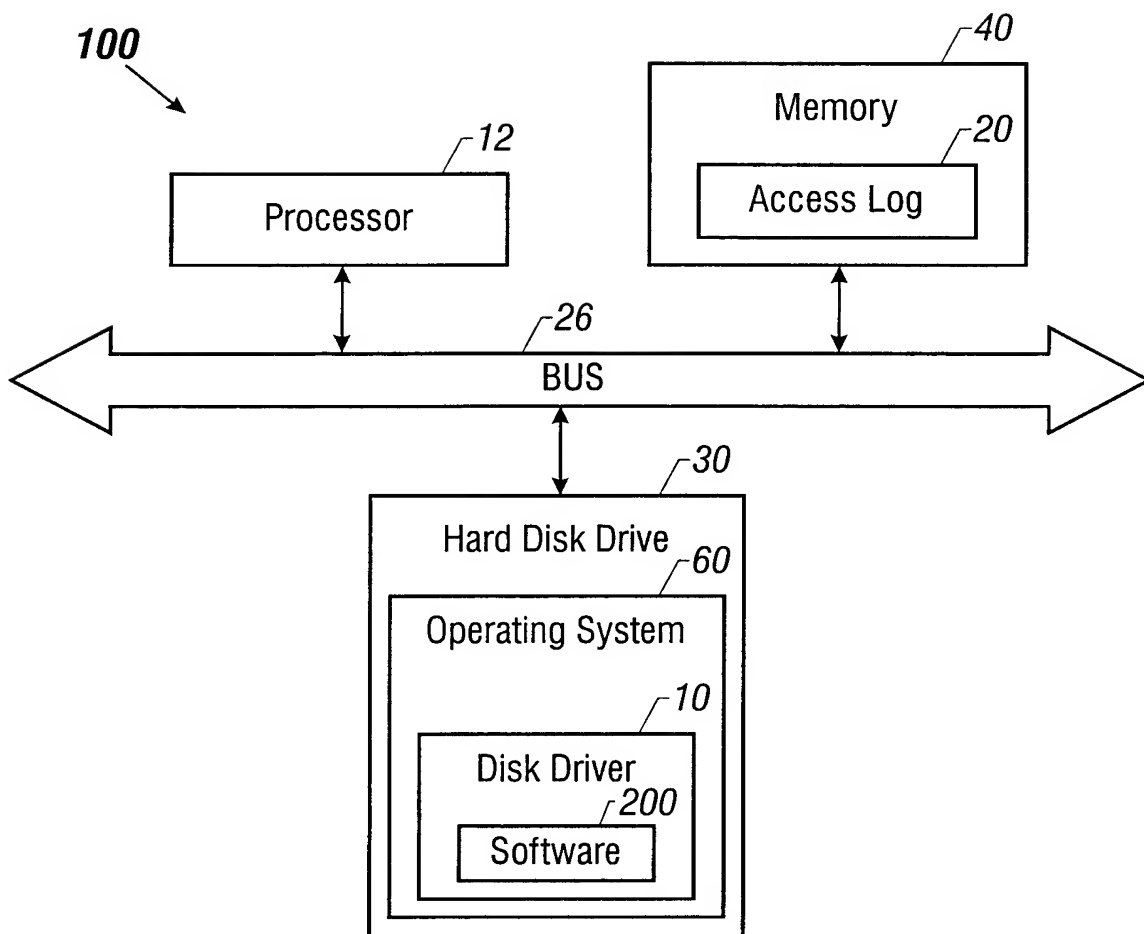 100
40
Memory
12
20
Processor
Access Log
26
BUS
30
Hard Disk Drive
60
Operating System
10
Disk Driver
200
Software